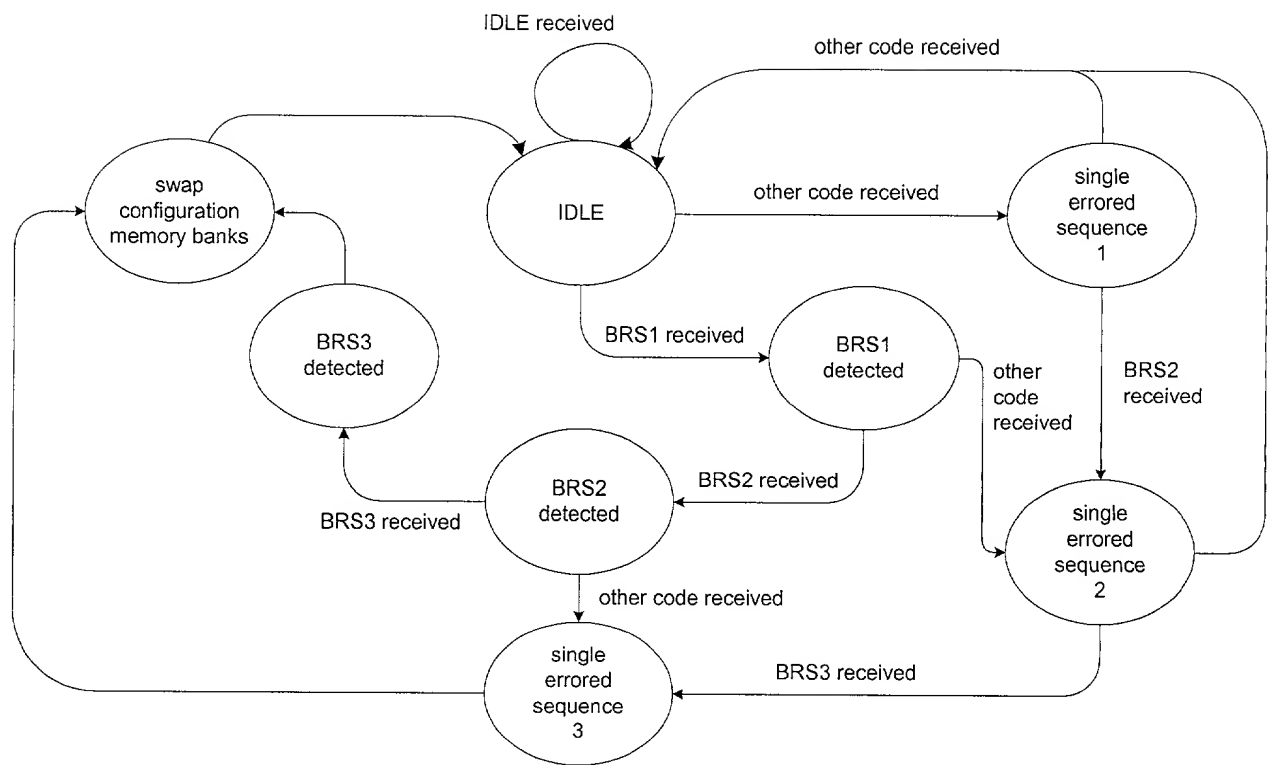 IDLE received
other code received
swap
configuration
memory banks
IDLE
other code received
single
errored
sequence
1
BRS1 received
BRS3
detected
BRS1
detected
other
code
received
BRS2
received
BRS2 received
BRS2
detected
BRS3 received
single
errored
sequence
2
other code received
single
errored
sequence
3
BRS3 received